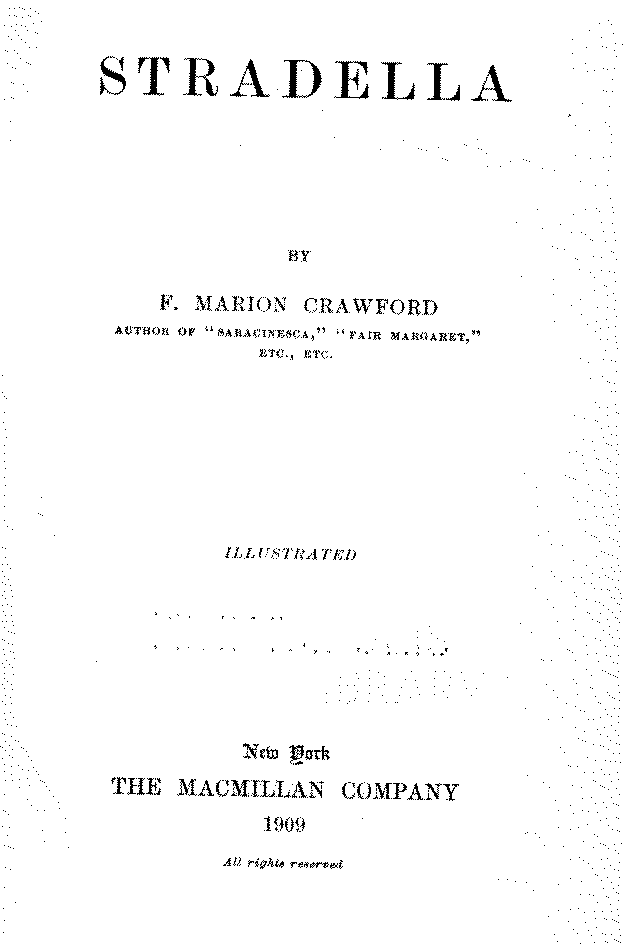 STRADELLA
BY
F. MARION CRAWFORD
AUTHOR OF "SARACINESCA," "FAIR MARGARET,"
ETC., ETC.
ILLUSTRATED
New York
THE MACMILLAN COMPANY
1909
All rights reserved